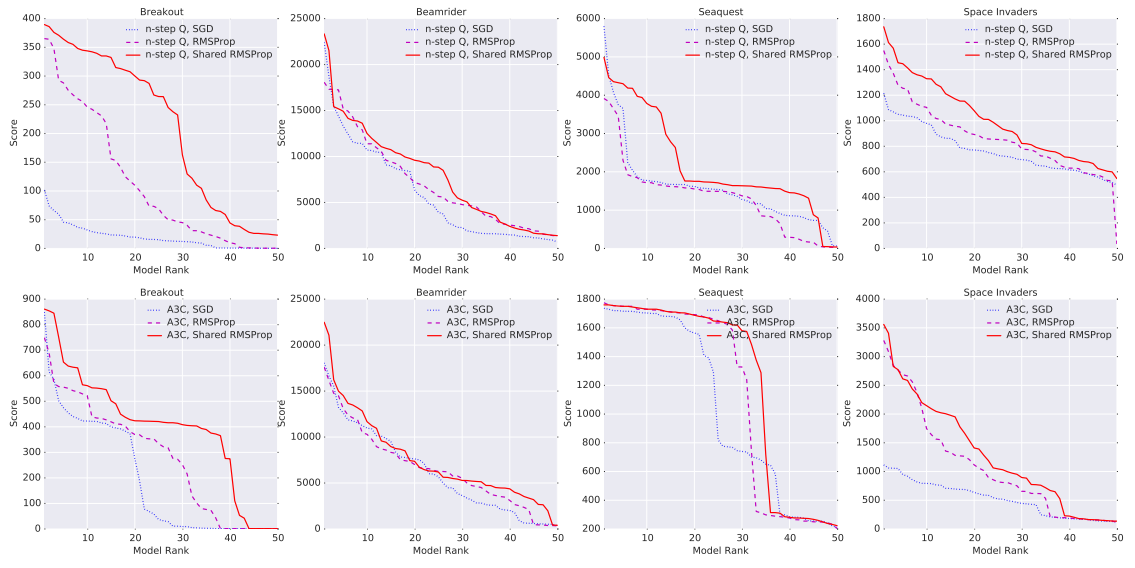 Breakout
400
350
300
250
200
150
100
50
0
Score
10 20 30 40 50
Model Rank
n-step Q, SGD
n-step Q, RMSProp
n-step Q, Shared RMSProp
Beamrider
25000
20000
15000
10000
5000
0
Score
10 20 30 40 50
Model Rank
n-step Q, SGD
n-step Q, RMSProp
n-step Q, Shared RMSProp
Seaquest
6000
5000
4000
3000
2000
1000
0
Score
10 20 30 40 50
Model Rank
n-step Q, SGD
n-step Q, RMSProp
n-step Q, Shared RMSProp
Space Invaders
1800
1600
1400
1200
1000
800
600
400
200
0
Score
10 20 30 40 50
Model Rank
n-step Q, SGD
n-step Q, RMSProp
n-step Q, Shared RMSProp
Breakout
900
800
700
600
500
400
300
200
100
0
Score
10 20 30 40 50
Model Rank
A3C, SGD
A3C, RMSProp
A3C, Shared RMSProp
Beamrider
25000
20000
15000
10000
5000
0
Score
10 20 30 40 50
Model Rank
A3C, SGD
A3C, RMSProp
A3C, Shared RMSProp
Seaquest
1800
1600
1400
1200
1000
800
600
400
200
Score
10 20 30 40 50
Model Rank
A3C, SGD
A3C, RMSProp
A3C, Shared RMSProp
Space Invaders
4000
3500
3000
2500
2000
1500
1000
500
0
Score
10 20 30 40 50
Model Rank
A3C, SGD
A3C, RMSProp
A3C, Shared RMSProp